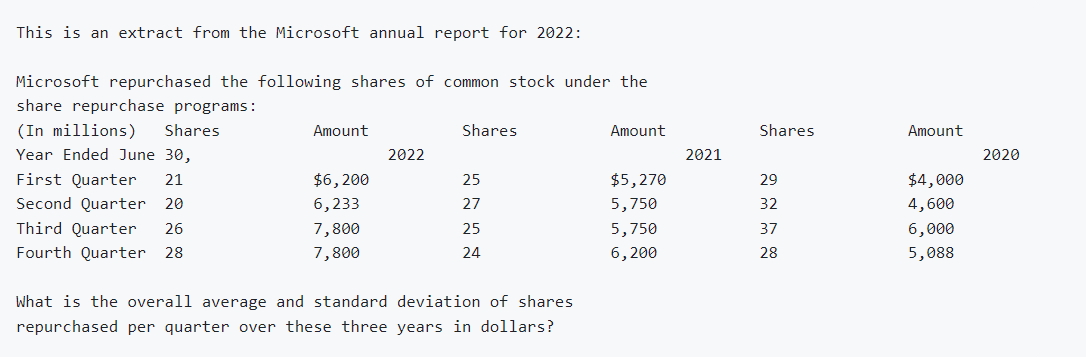 This is an extract from the Microsoft annual report for 2022:
Microsoft repurchased the following shares of common stock under the
share repurchase programs:
(In millions) Shares Amount Shares Amount Shares Amount
Year Ended June 30, 2022 2021 2020
First Quarter 21 $6,200 25 $5,270 29 $4,000
Second Quarter 20 6,233 27 5,750 32 4,600
Third Quarter 26 7,800 25 5,750 37 6,000
Fourth Quarter 28 7,800 24 6,200 28 5,088
What is the overall average and standard deviation of shares
repurchased per quarter over these three years in dollars?